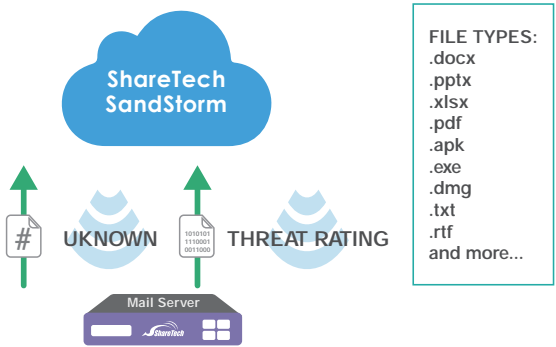 ShareTech
SandStorm
#
UKNOWN
1010101
1110001
0011000
THREAT RATING
Mail Server
ShareTech
FILE TYPES:
.docx
.pptx
.xlsx
.pdf
.apk
.exe
.dmg
.txt
.rtf
and more...